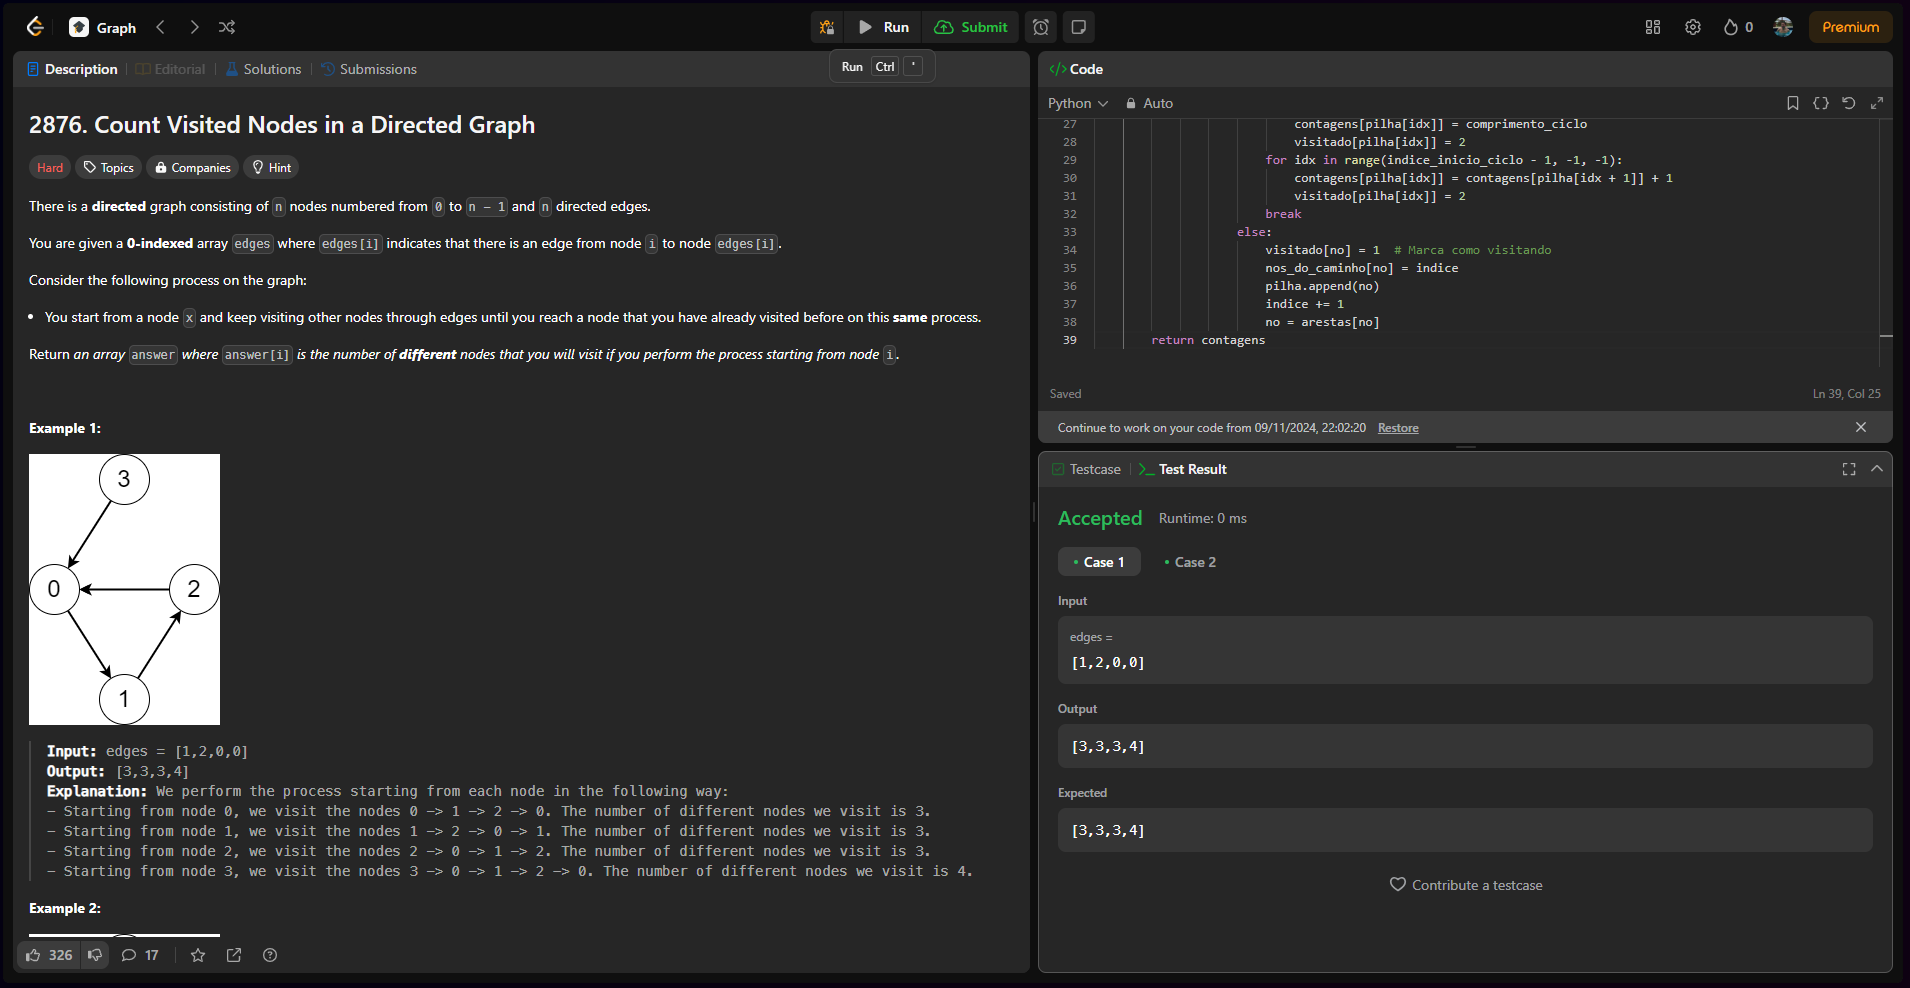 Graph
Run
Submit
0
Premium
Description
Editorial
Solutions
Submissions
Run Ctrl '
2876. Count Visited Nodes in a Directed Graph
Hard
Topics
Companies
Hint
There is a directed graph consisting of n nodes numbered from 0 to n - 1 and n directed edges.
You are given a 0-indexed array edges where edges[i] indicates that there is an edge from node i to node edges[i].
Consider the following process on the graph:
• You start from a node x and keep visiting other nodes through edges until you reach a node that you have already visited before on this same process.
Return an array answer where answer[i] is the number of different nodes that you will visit if you perform the process starting from node i.
Example 1:
3
0
2
1
Input: edges = [1,2,0,0]
Output: [3,3,3,4]
Explanation: We perform the process starting from each node in the following way:
- Starting from node 0, we visit the nodes 0 -> 1 -> 2 -> 0. The number of different nodes we visit is 3.
- Starting from node 1, we visit the nodes 1 -> 2 -> 0 -> 1. The number of different nodes we visit is 3.
- Starting from node 2, we visit the nodes 2 -> 0 -> 1 -> 2. The number of different nodes we visit is 3.
- Starting from node 3, we visit the nodes 3 -> 0 -> 1 -> 2 -> 0. The number of different nodes we visit is 4.
Example 2:
326
17
</> Code
Python
Auto
27 contagens[pilha[idx]] = comprimento_ciclo
28 visitado[pilha[idx]] = 2
29 for idx in range(indice_inicio_ciclo - 1, -1, -1):
30 contagens[pilha[idx]] = contagens[pilha[idx + 1]] + 1
31 visitado[pilha[idx]] = 2
32 break
33 else:
34 visitado[no] = 1  # Marca como visitando
35 nos_do_caminho[no] = indice
36 pilha.append(no)
37 indice += 1
38 no = arestas[no]
39 return contagens
Saved
Ln 39, Col 25
Continue to work on your code from 09/11/2024, 22:02:20 Restore
Testcase
Test Result
Accepted
Runtime: 0 ms
• Case 1
• Case 2
Input
edges =
[1,2,0,0]
Output
[3,3,3,4]
Expected
[3,3,3,4]
Contribute a testcase